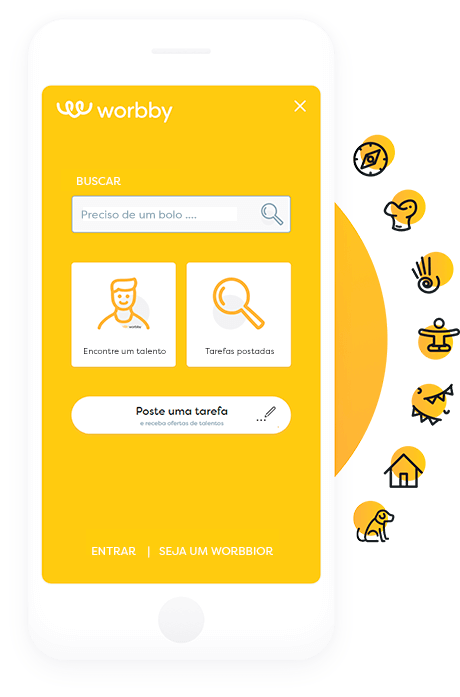 worbby
BUSCAR
Preciso de um bolo ....
worbby
Encontre um talento
Tarefas postadas
Poste uma tarefa
e receba ofertas de talentos
ENTRAR | SEJA UM WORBBIOR